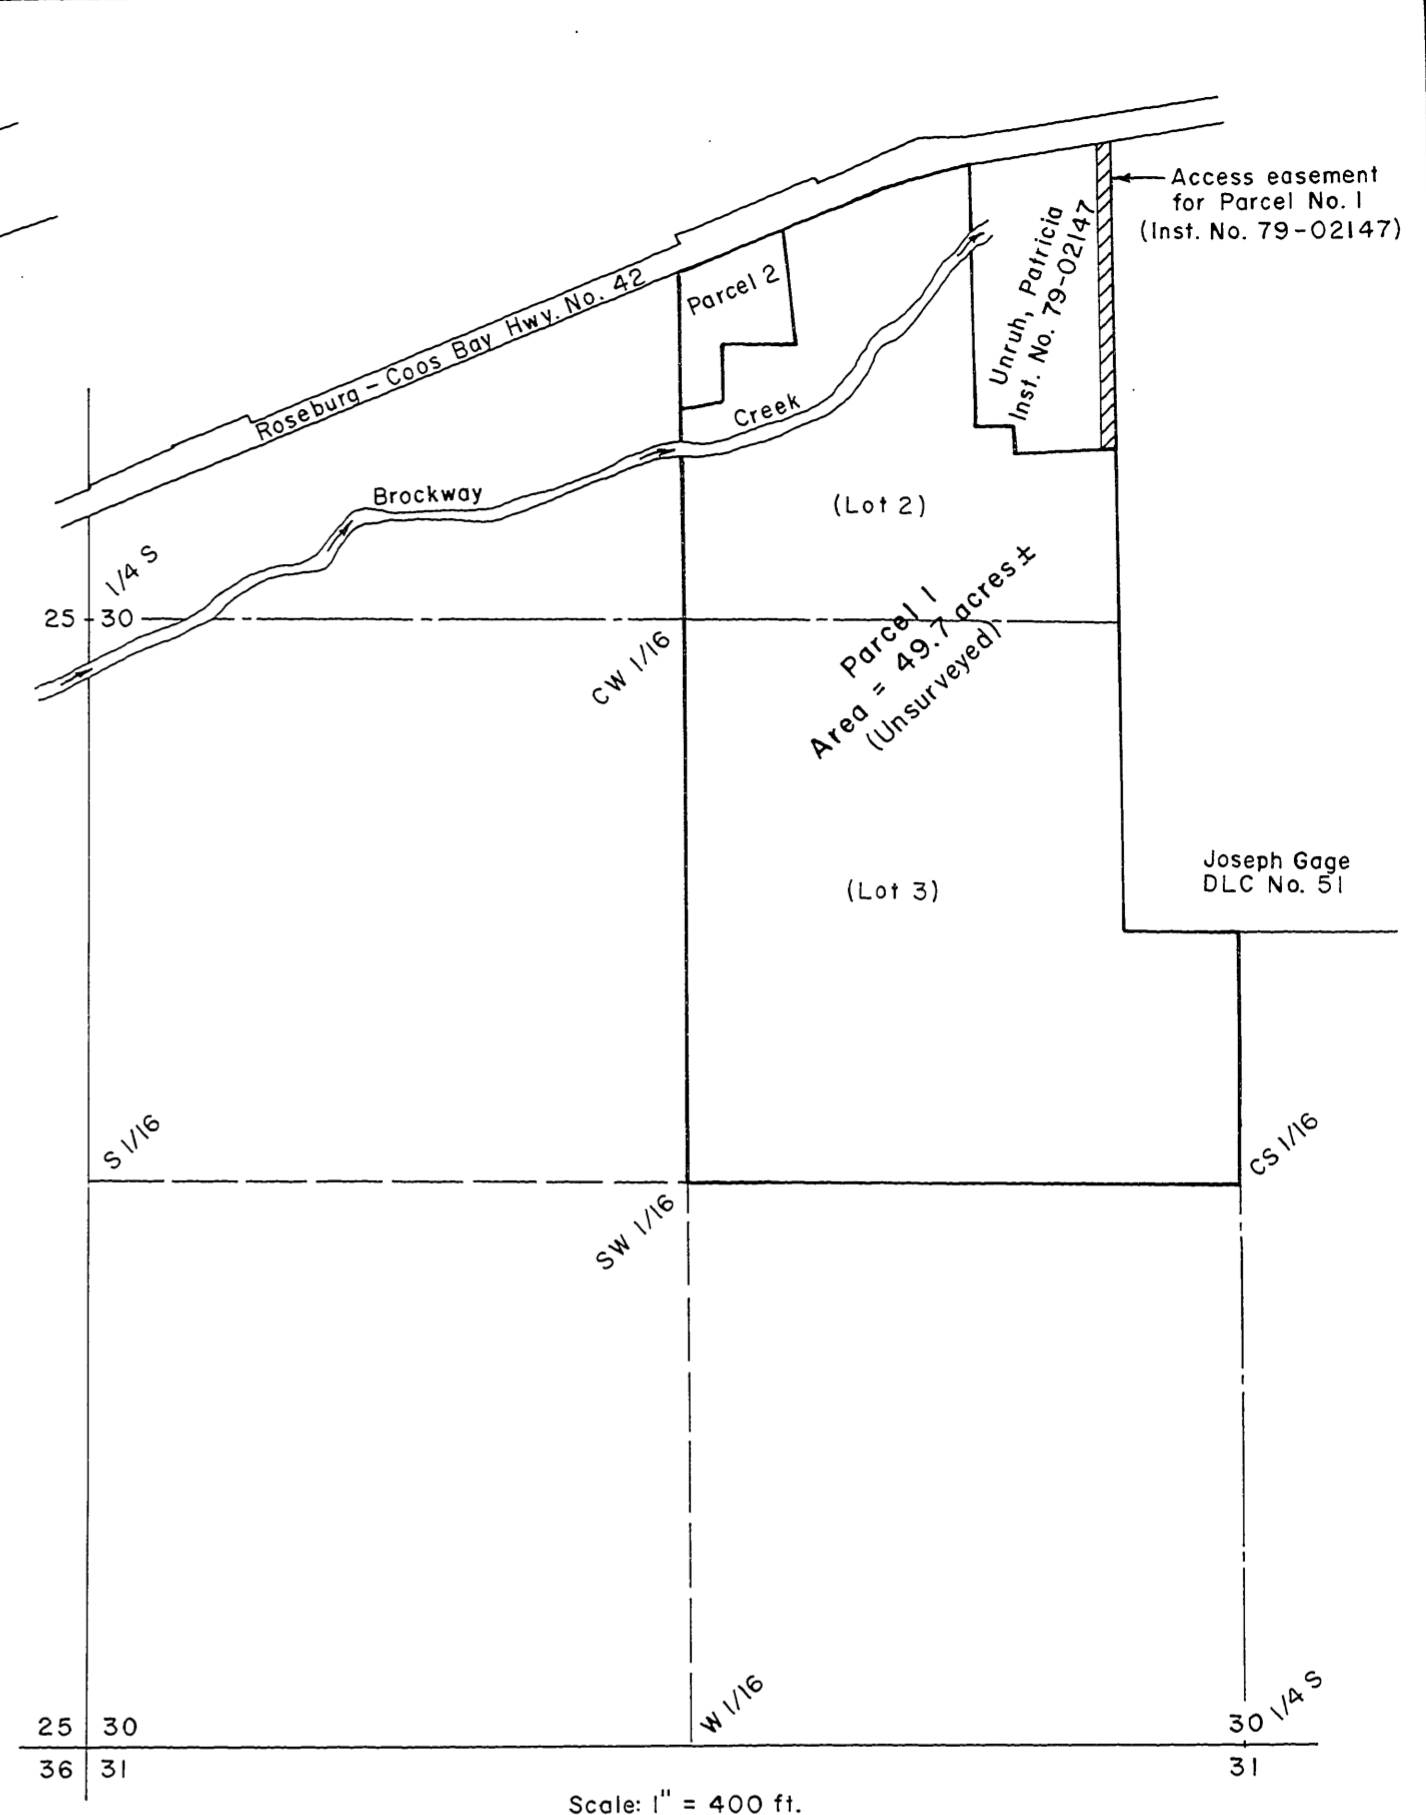 Access easement
for Parcel No. 1
(Inst. No. 79-02147)
Unruh, Patricia
Inst. No. 79-02147
Parcel 2
Roseburg - Coos Bay Hwy. No. 42
Creek
Brockway
(Lot 2)
1/4 S
25 30
CW 1/16
Parcel 1
Area = 49.7 acres ±
(Unsurveyed)
Joseph Gage
DLC No. 51
(Lot 3)
S 1/16
CS 1/16
SW 1/16
W 1/16
1/4 S
25 30
30
36 31
31
Scale: 1" = 400 ft.